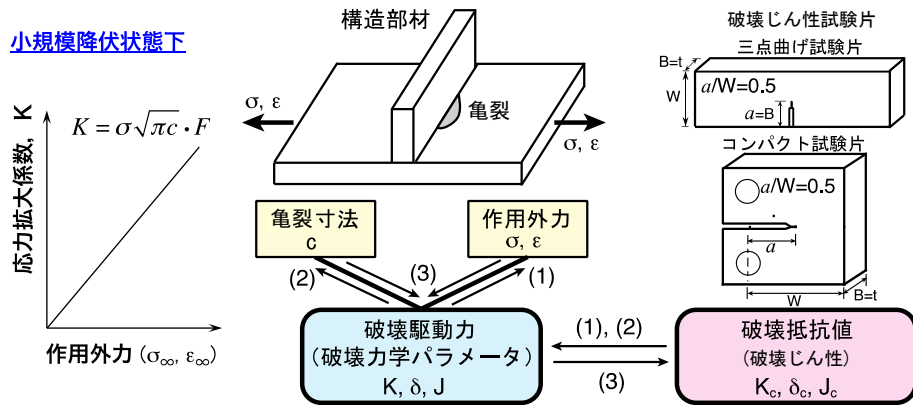 小規模降伏状態下
応力拡大係数, K
K = σ√πc・F
作用外力 (σ∞, ε∞)
構造部材
σ, ε
亀裂
σ, ε
亀裂寸法
c
作用外力
σ, ε
(2)
(3)
(1)
破壊駆動力
(破壊力学パラメータ)
K, δ, J
(1), (2)
(3)
破壊抵抗値
(破壊じん性)
Kc, δc, Jc
破壊じん性試験片
三点曲げ試験片
B=t
W
a/W=0.5
a=B
コンパクト試験片
a/W=0.5
a
W
B=t